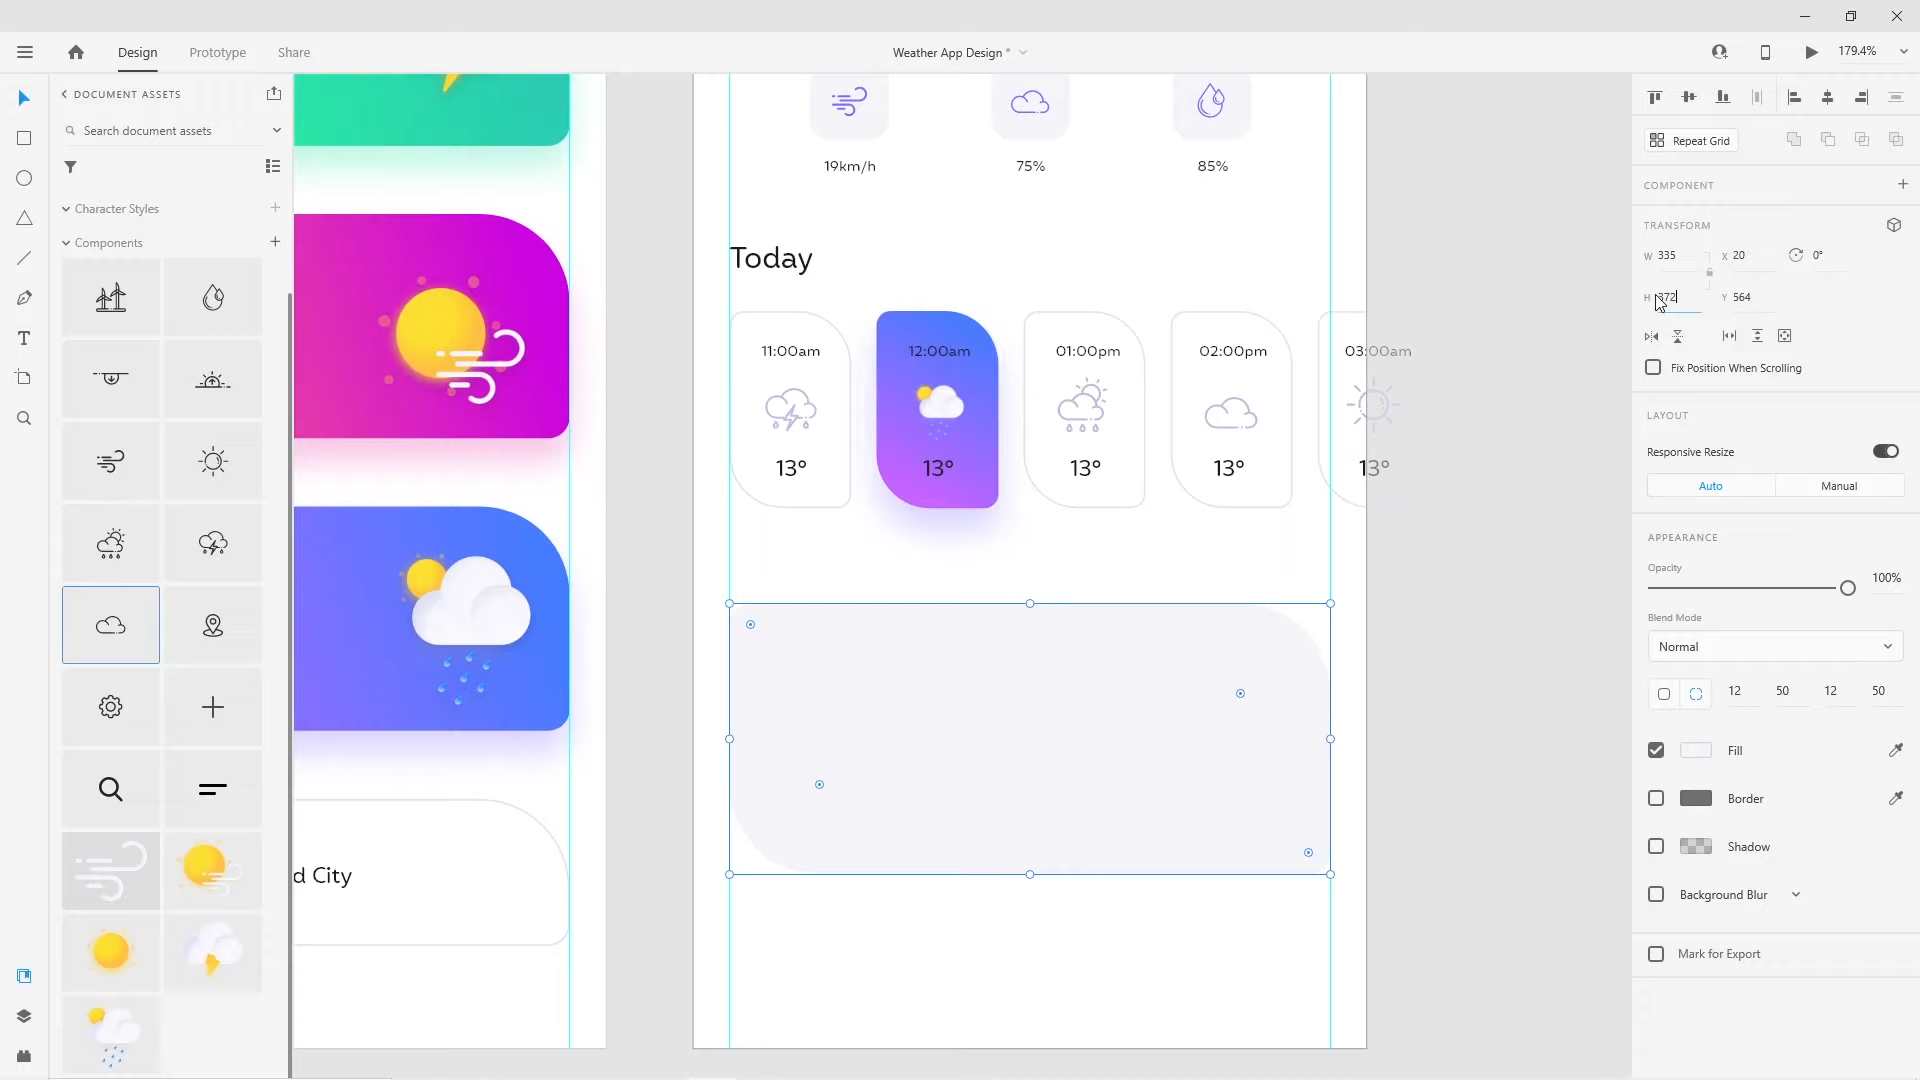 Design
Prototype
Share
Weather App Design *
179.4%
DOCUMENT ASSETS
Search document assets
Character Styles
Components
d City
19km/h
75%
85%
Today
11:00am
12:00am
01:00pm
02:00pm
03:00am
13°
13°
13°
13°
13°
Repeat Grid
COMPONENT
TRANSFORM
W 335
X 20
0°
H 372
Y 564
Fix Position When Scrolling
LAYOUT
Responsive Resize
Auto
Manual
APPEARANCE
Opacity
100%
Blend Mode
Normal
12 50 12 50
Fill
Border
Shadow
Background Blur
Mark for Export